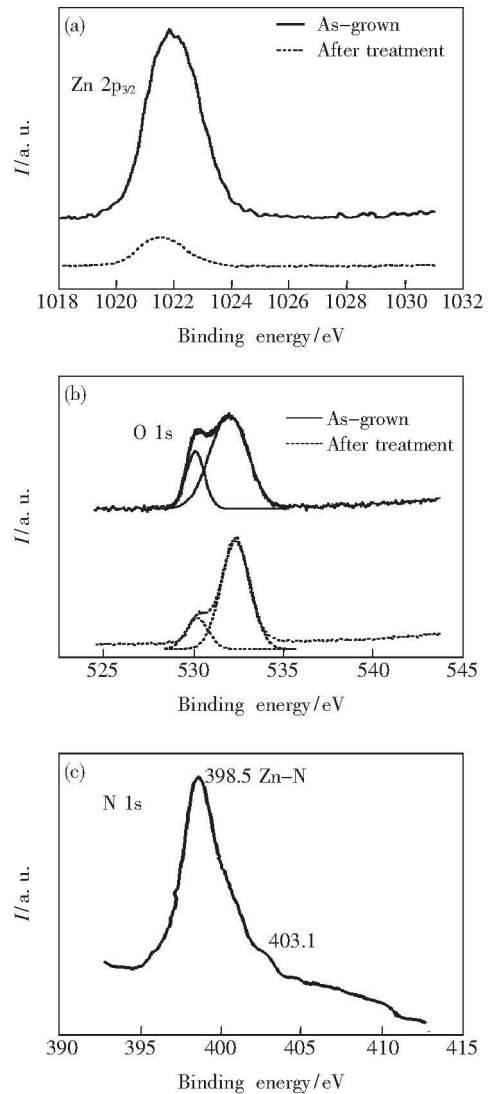 (a)
As-grown
After treatment
Zn 2p3/2
I/a. u.
1018 1020 1022 1024 1026 1028 1030 1032
Binding energy/eV
(b)
O 1s
As-grown
After treatment
I/a. u.
525 530 535 540 545
Binding energy/eV
(c)
398.5 Zn-N
N 1s
403.1
I/a. u.
390 395 400 405 410 415
Binding energy/eV